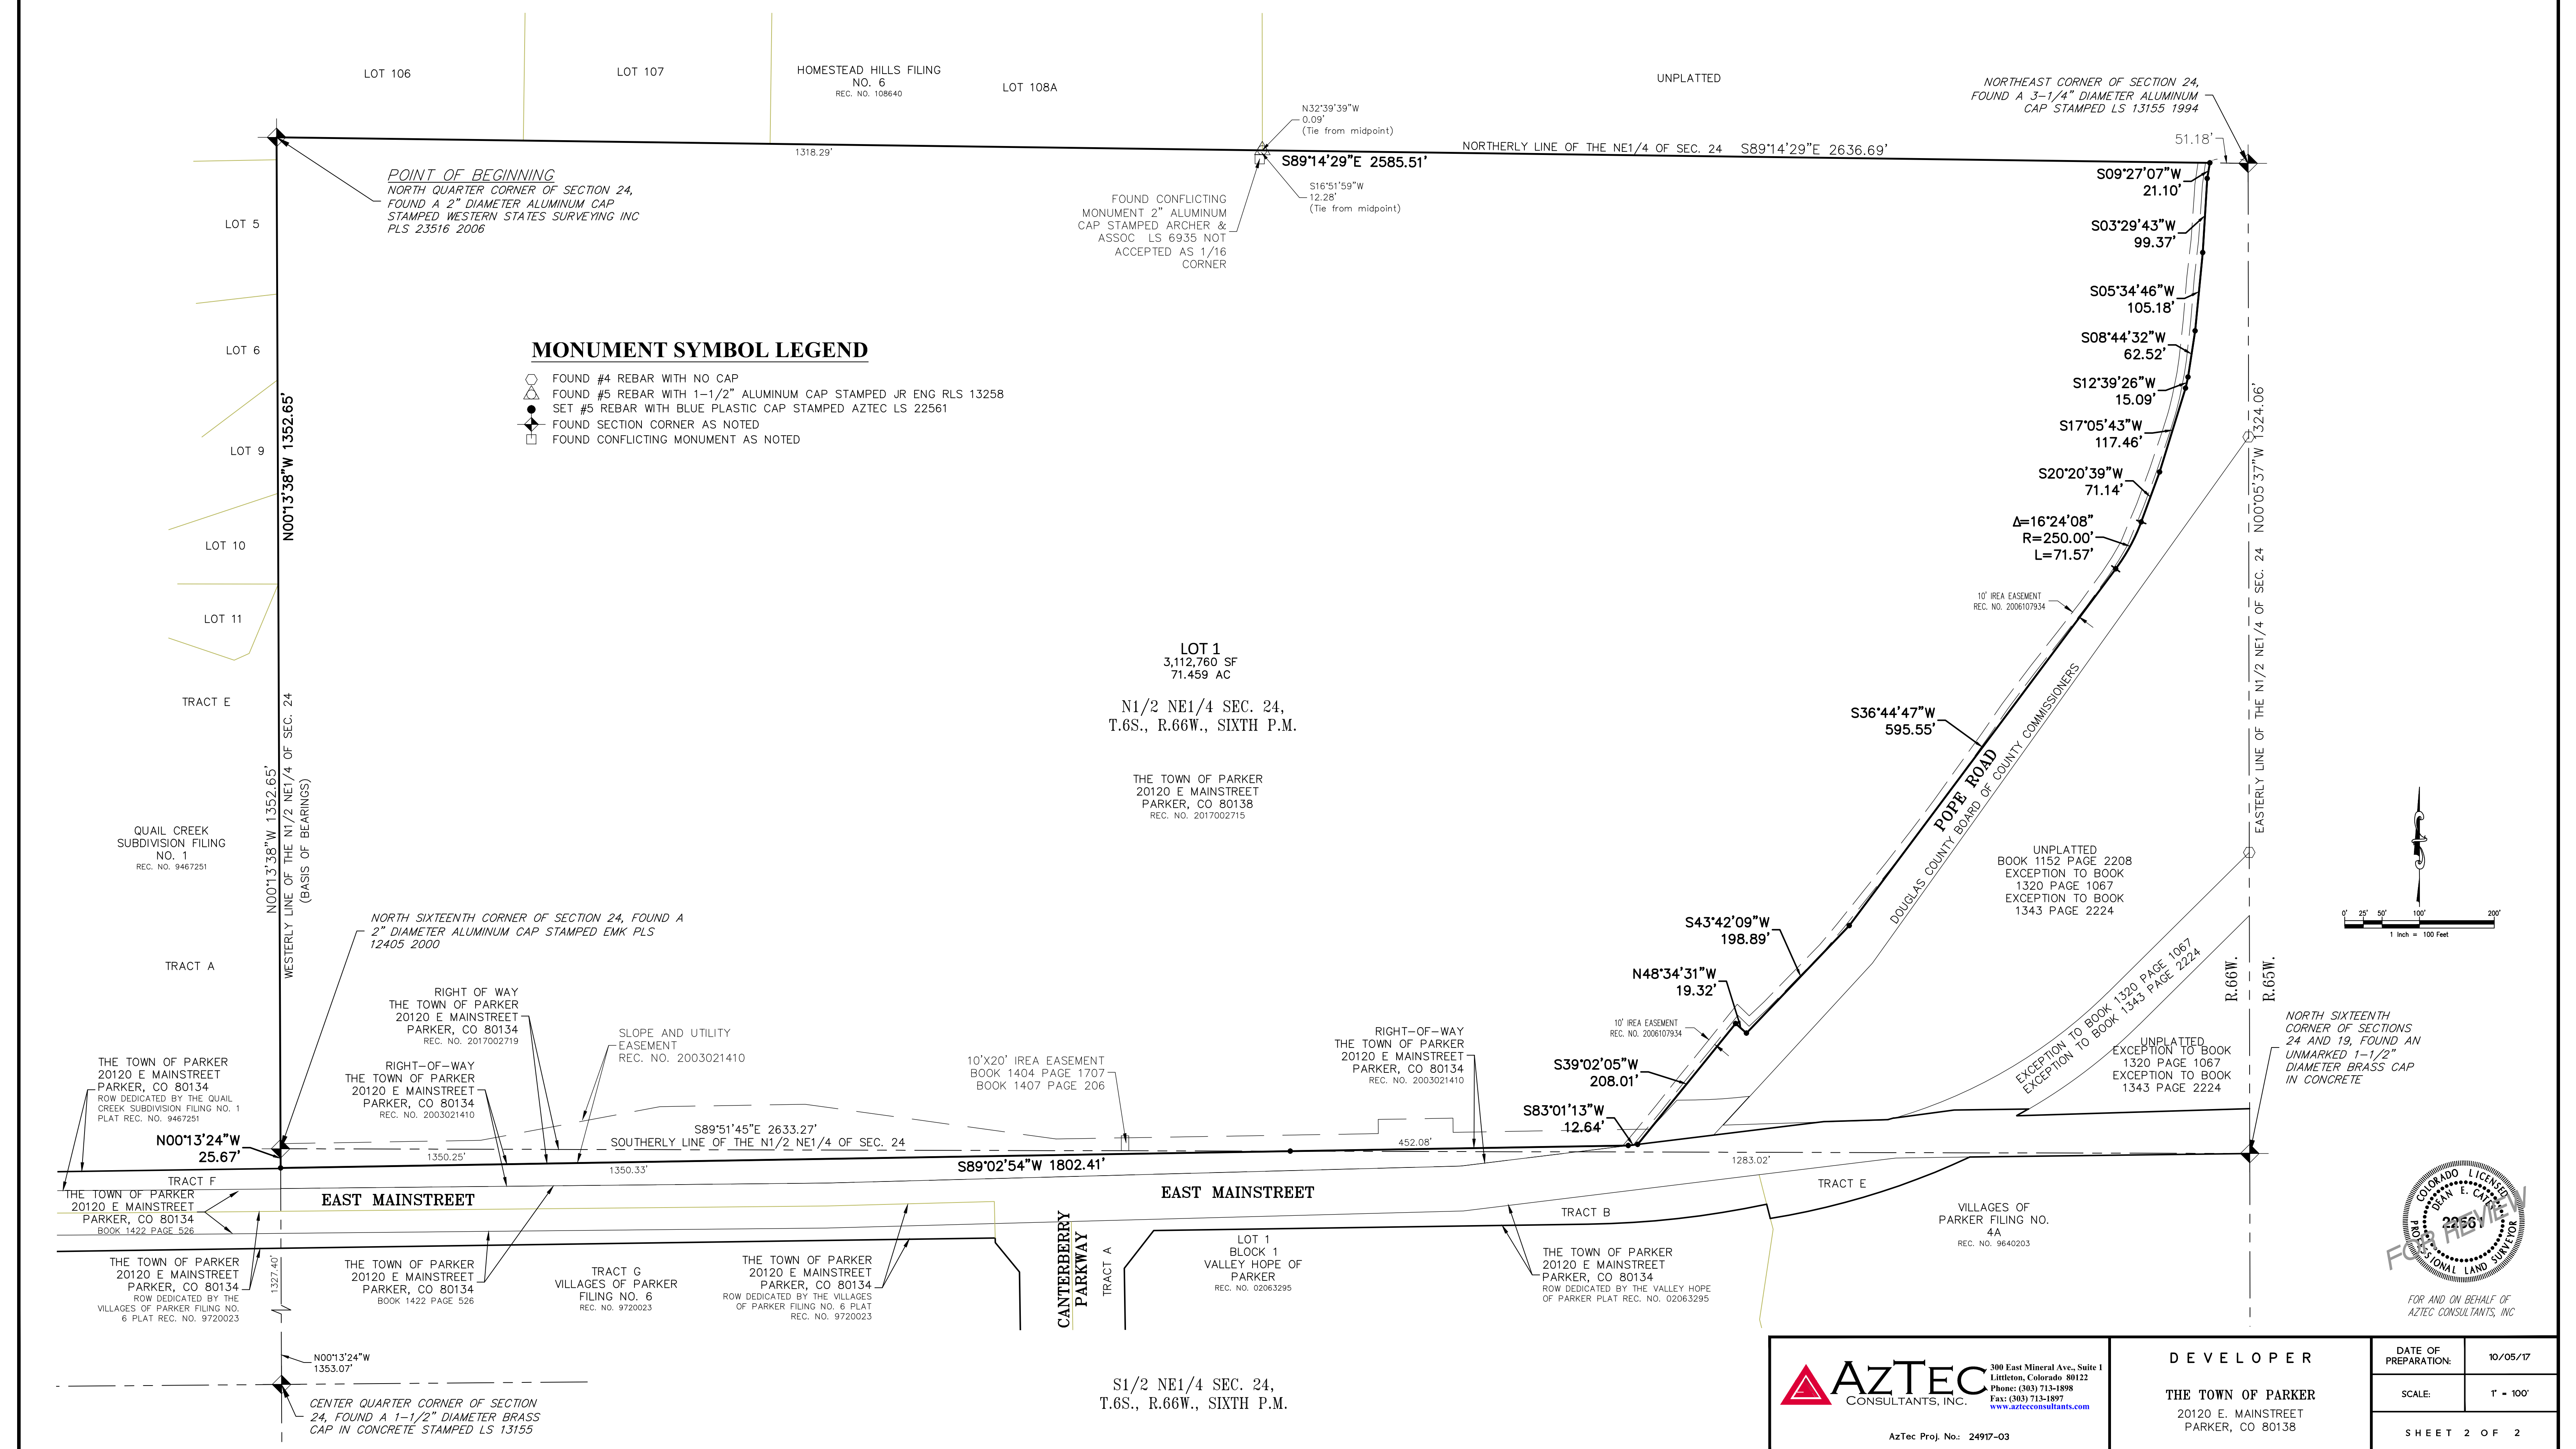 LOT 106
LOT 107
HOMESTEAD HILLS FILING
NO. 6
REC. NO. 108640
LOT 108A
UNPLATTED
NORTHEAST CORNER OF SECTION 24,
FOUND A 3-1/4" DIAMETER ALUMINUM
CAP STAMPED LS 13155 1994
N32°39'39"W
0.09'
(Tie from midpoint)
51.18'
1318.29'
S89°14'29"E 2585.51'
NORTHERLY LINE OF THE NE1/4 OF SEC. 24 S89°14'29"E 2636.69'
S16°51'59"W
12.28'
(Tie from midpoint)
POINT OF BEGINNING
NORTH QUARTER CORNER OF SECTION 24,
FOUND A 2" DIAMETER ALUMINUM CAP
STAMPED WESTERN STATES SURVEYING INC
PLS 23516 2006
FOUND CONFLICTING
MONUMENT 2" ALUMINUM
CAP STAMPED ARCHER &
ASSOC LS 6935 NOT
ACCEPTED AS 1/16
CORNER
S09°27'07"W
21.10'
S03°29'43"W
99.37'
S05°34'46"W
105.18'
S08°44'32"W
62.52'
S12°39'26"W
15.09'
S17°05'43"W
117.46'
S20°20'39"W
71.14'
Δ=16°24'08"
R=250.00'
L=71.57'
LOT 5
LOT 6
LOT 9
LOT 10
LOT 11
TRACT E
N00°13'38"W 1352.65'
MONUMENT SYMBOL LEGEND
FOUND #4 REBAR WITH NO CAP
FOUND #5 REBAR WITH 1-1/2" ALUMINUM CAP STAMPED JR ENG RLS 13258
SET #5 REBAR WITH BLUE PLASTIC CAP STAMPED AZTEC LS 22561
FOUND SECTION CORNER AS NOTED
FOUND CONFLICTING MONUMENT AS NOTED
EASTERLY LINE OF THE N1/2 NE1/4 OF SEC. 24 N00°05'37"W 1324.06'
10' IREA EASEMENT
REC. NO. 2006107934
LOT 1
3,112,760 SF
71.459 AC
N1/2 NE1/4 SEC. 24,
T.6S., R.66W., SIXTH P.M.
THE TOWN OF PARKER
20120 E MAINSTREET
PARKER, CO 80138
REC. NO. 2017002715
S36°44'47"W
595.55'
POPE ROAD
DOUGLAS COUNTY BOARD OF COUNTY COMMISSIONERS
N00°13'38"W 1352.65'
WESTERLY LINE OF THE N1/2 NE1/4 OF SEC. 24
(BASIS OF BEARINGS)
QUAIL CREEK
SUBDIVISION FILING
NO. 1
REC. NO. 9467251
TRACT A
UNPLATTED
BOOK 1152 PAGE 2208
EXCEPTION TO BOOK
1320 PAGE 1067
EXCEPTION TO BOOK
1343 PAGE 2224
0' 25' 50' 100' 200'
1 Inch = 100 Feet
NORTH SIXTEENTH CORNER OF SECTION 24, FOUND A
2" DIAMETER ALUMINUM CAP STAMPED EMK PLS
12405 2000
S43°42'09"W
198.89'
N48°34'31"W
19.32'
10' IREA EASEMENT
REC. NO. 2006107934
S39°02'05"W
208.01'
S83°01'13"W
12.64'
EXCEPTION TO BOOK 1320 PAGE 1067
EXCEPTION TO BOOK 1343 PAGE 2224
R.66W.
R.65W.
UNPLATTED
EXCEPTION TO BOOK
1320 PAGE 1067
EXCEPTION TO BOOK
1343 PAGE 2224
NORTH SIXTEENTH
CORNER OF SECTIONS
24 AND 19, FOUND AN
UNMARKED 1-1/2"
DIAMETER BRASS CAP
IN CONCRETE
RIGHT OF WAY
THE TOWN OF PARKER
20120 E MAINSTREET
PARKER, CO 80134
REC. NO. 2017002719
RIGHT-OF-WAY
THE TOWN OF PARKER
20120 E MAINSTREET
PARKER, CO 80134
REC. NO. 2003021410
SLOPE AND UTILITY
EASEMENT
REC. NO. 2003021410
10'X20' IREA EASEMENT
BOOK 1404 PAGE 1707
BOOK 1407 PAGE 206
RIGHT-OF-WAY
THE TOWN OF PARKER
20120 E MAINSTREET
PARKER, CO 80134
REC. NO. 2003021410
THE TOWN OF PARKER
20120 E MAINSTREET
PARKER, CO 80134
ROW DEDICATED BY THE QUAIL
CREEK SUBDIVISION FILING NO. 1
PLAT REC. NO. 9467251
N00°13'24"W
25.67'
S89°51'45"E 2633.27'
SOUTHERLY LINE OF THE N1/2 NE1/4 OF SEC. 24
1350.25'
1350.33'
S89°02'54"W 1802.41'
452.08'
1283.02'
TRACT F
THE TOWN OF PARKER
20120 E MAINSTREET
PARKER, CO 80134
BOOK 1422 PAGE 526
EAST MAINSTREET
EAST MAINSTREET
TRACT E
TRACT B
VILLAGES OF
PARKER FILING NO.
4A
REC. NO. 9640203
THE TOWN OF PARKER
20120 E MAINSTREET
PARKER, CO 80134
ROW DEDICATED BY THE
VILLAGES OF PARKER FILING NO.
6 PLAT REC. NO. 9720023
1327.40'
THE TOWN OF PARKER
20120 E MAINSTREET
PARKER, CO 80134
BOOK 1422 PAGE 526
TRACT G
VILLAGES OF PARKER
FILING NO. 6
REC. NO. 9720023
THE TOWN OF PARKER
20120 E MAINSTREET
PARKER, CO 80134
ROW DEDICATED BY THE VILLAGES
OF PARKER FILING NO. 6 PLAT
REC. NO. 9720023
CANTERBERRY
PARKWAY
TRACT A
LOT 1
BLOCK 1
VALLEY HOPE OF
PARKER
REC. NO. 02063295
THE TOWN OF PARKER
20120 E MAINSTREET
PARKER, CO 80134
ROW DEDICATED BY THE VALLEY HOPE
OF PARKER PLAT REC. NO. 02063295
COLORADO LICENSED
DEAN E. CATES
FOR REVIEW
PROFESSIONAL LAND SURVEYOR
FOR AND ON BEHALF OF
AZTEC CONSULTANTS, INC
N00°13'24"W
1353.07'
CENTER QUARTER CORNER OF SECTION
24, FOUND A 1-1/2" DIAMETER BRASS
CAP IN CONCRETE STAMPED LS 13155
S1/2 NE1/4 SEC. 24,
T.6S., R.66W., SIXTH P.M.
AZTEC
CONSULTANTS, INC.
300 East Mineral Ave., Suite 1
Littleton, Colorado 80122
Phone: (303) 713-1898
Fax: (303) 713-1897
www.aztecconsultants.com
AzTec Proj. No.: 24917-03
DEVELOPER
THE TOWN OF PARKER
20120 E. MAINSTREET
PARKER, CO 80138
DATE OF
PREPARATION:
10/05/17
SCALE:
1" = 100'
SHEET 2 OF 2